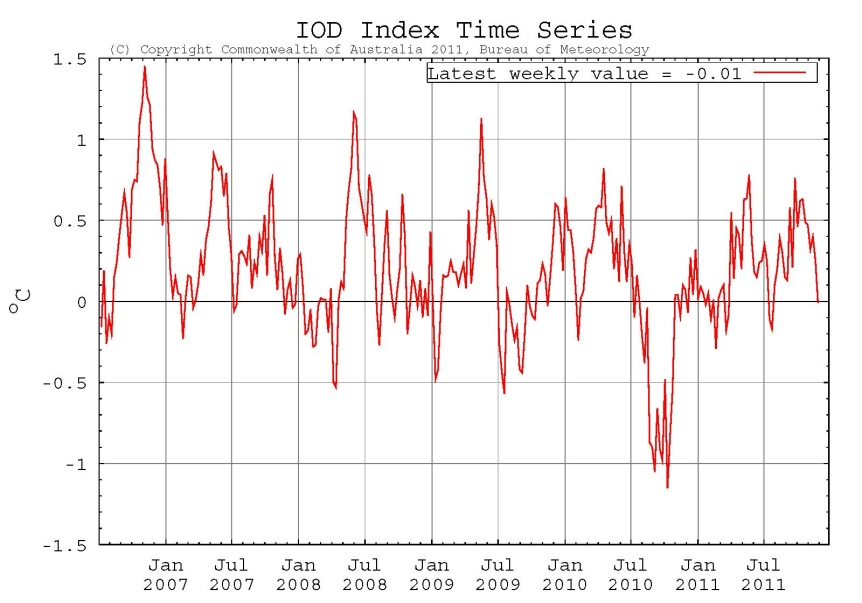 IOD Index Time Series
(C) Copyright Commonwealth of Australia 2011, Bureau of Meteorology
Latest weekly value = -0.01
1.5
1
0.5
0
-0.5
-1
-1.5
°C
Jan Jul Jan Jul Jan Jul Jan Jul Jan Jul
2007 2007 2008 2008 2009 2009 2010 2010 2011 2011